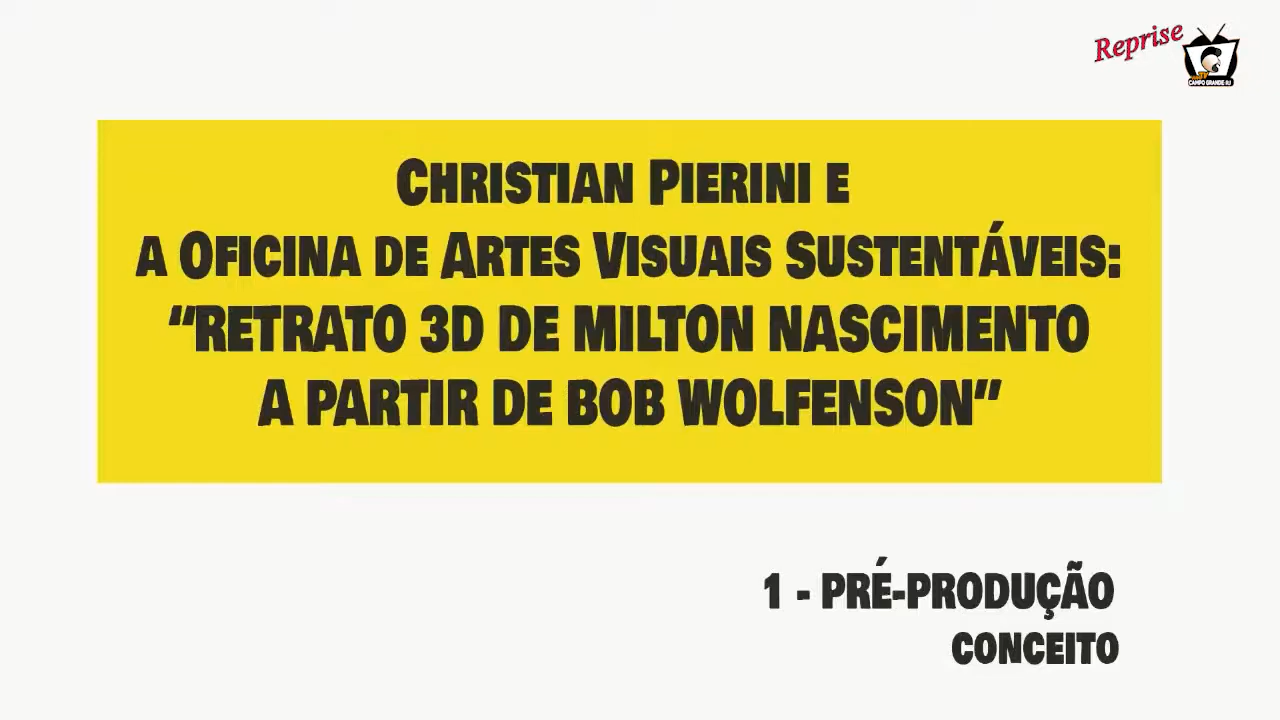 Reprise
CAMPO GRANDE-RJ
CHRISTIAN PIERINI E
A OFICINA DE ARTES VISUAIS SUSTENTÁVEIS:
“RETRATO 3D DE MILTON NASCIMENTO
A PARTIR DE BOB WOLFENSON”
1 - PRÉ-PRODUÇÃO
CONCEITO